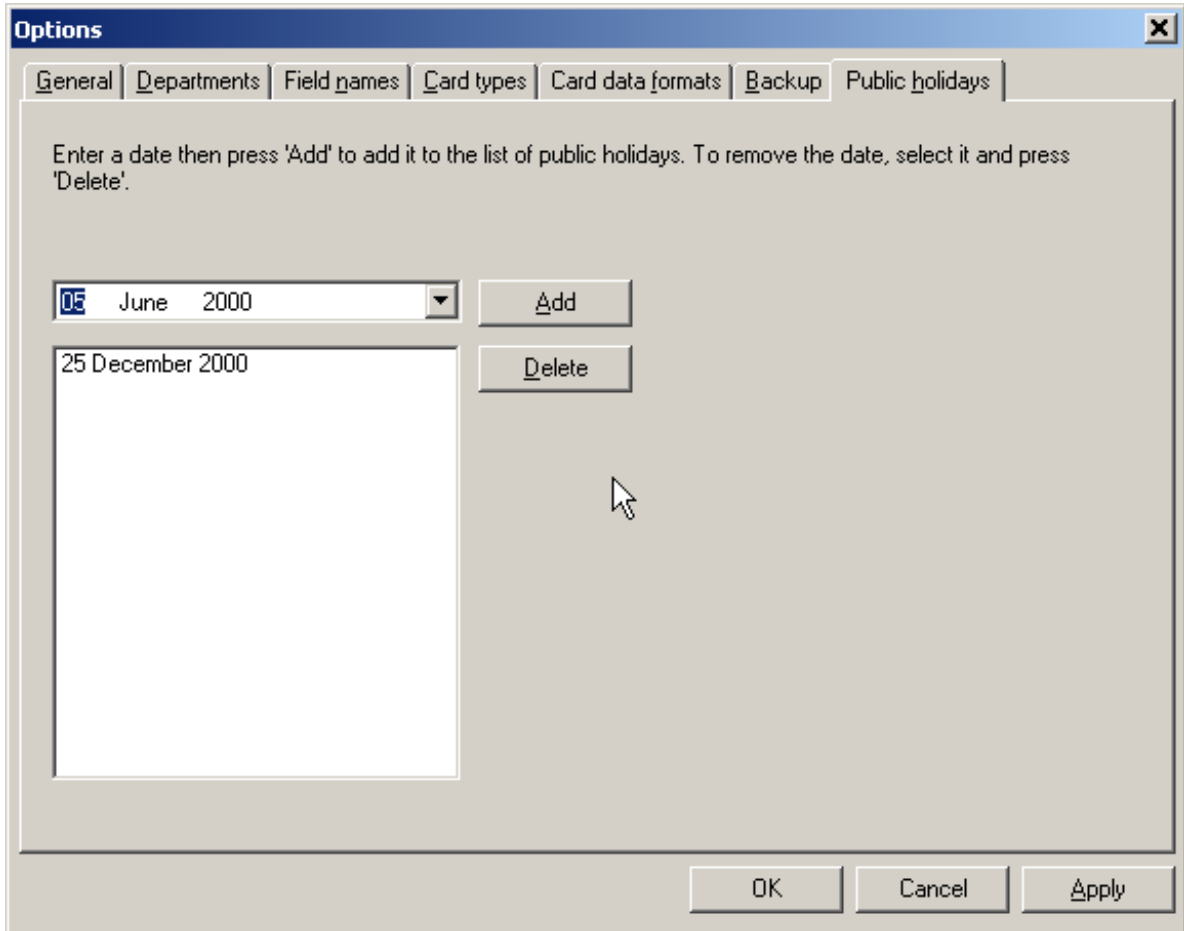 Options
General Departments Field names Card types Card data formats Backup Public holidays
Enter a date then press 'Add' to add it to the list of public holidays. To remove the date, select it and press
'Delete'.
05 June 2000
Add
25 December 2000
Delete
OK Cancel Apply